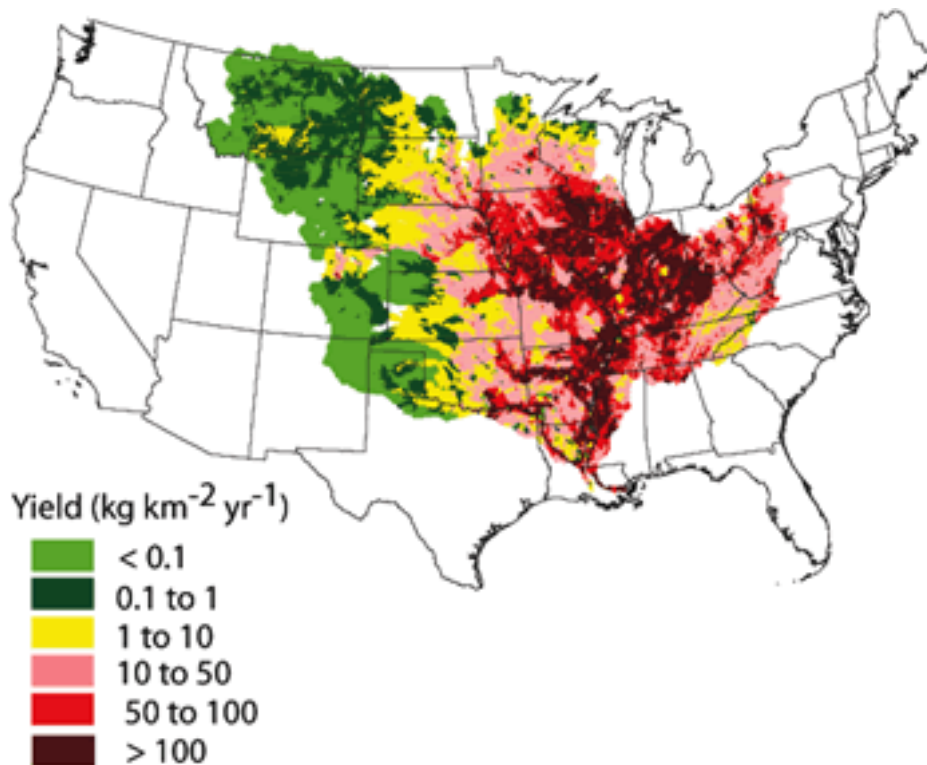 Yield (kg km⁻² yr⁻¹)
< 0.1
0.1 to 1
1 to 10
10 to 50
50 to 100
> 100